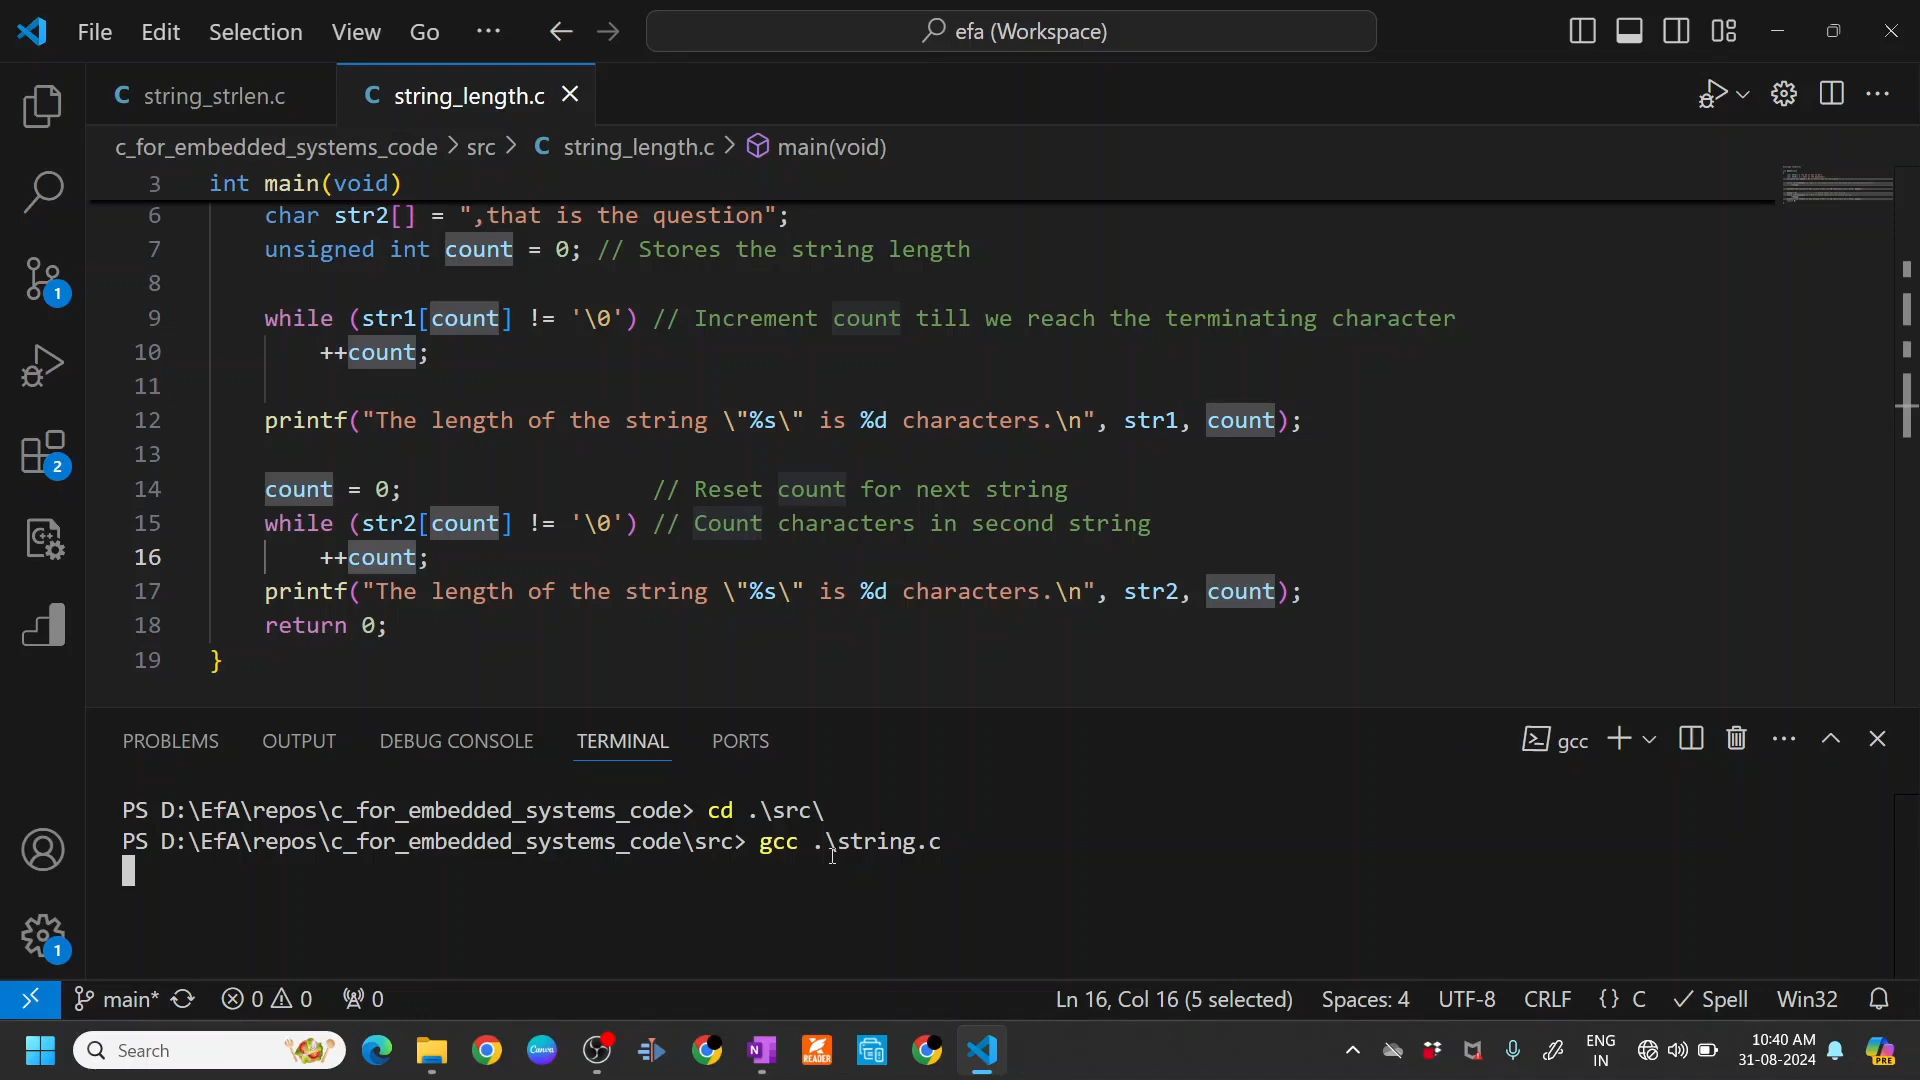 File Edit Selection View Go ··· efa (Workspace)
C string_strlen.c C string_length.c
c_for_embedded_systems_code > src > C string_length.c > main(void)
3 int main(void)
6 char str2[] = ",that is the question";
7 unsigned int count = 0; // Stores the string length
8
9 while (str1[count] != '\0') // Increment count till we reach the terminating character
10 ++count;
11
12 printf("The length of the string \"%s\" is %d characters.\n", str1, count);
13
14 count = 0; // Reset count for next string
15 while (str2[count] != '\0') // Count characters in second string
16 ++count;
17 printf("The length of the string \"%s\" is %d characters.\n", str2, count);
18 return 0;
19 }
1
2
1
PROBLEMS OUTPUT DEBUG CONSOLE TERMINAL PORTS gcc
PS D:\EfA\repos\c_for_embedded_systems_code> cd .\src\
PS D:\EfA\repos\c_for_embedded_systems_code\src> gcc .\string.c
main* 0 0 0 Ln 16, Col 16 (5 selected) Spaces: 4 UTF-8 CRLF {} C Spell Win32
Search Canva READER ENG IN 10:40 AM 31-08-2024 PRE